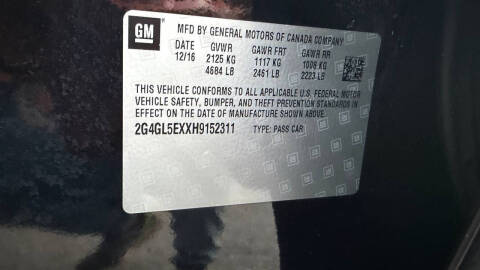 GM
MFD BY GENERAL MOTORS OF CANADA COMPANY
DATE GVWR GAWR FRT GAWR RR
12/16 2125 KG 1117 KG 1008 KG
4684 LB 2461 LB 2223 LB
THIS VEHICLE CONFORMS TO ALL APPLICABLE U.S. FEDERAL MOTOR
VEHICLE SAFETY, BUMPER, AND THEFT PREVENTION STANDARDS IN
EFFECT ON THE DATE OF MANUFACTURE SHOWN ABOVE.
2G4GL5EXXH9152311 TYPE: PASS CAR